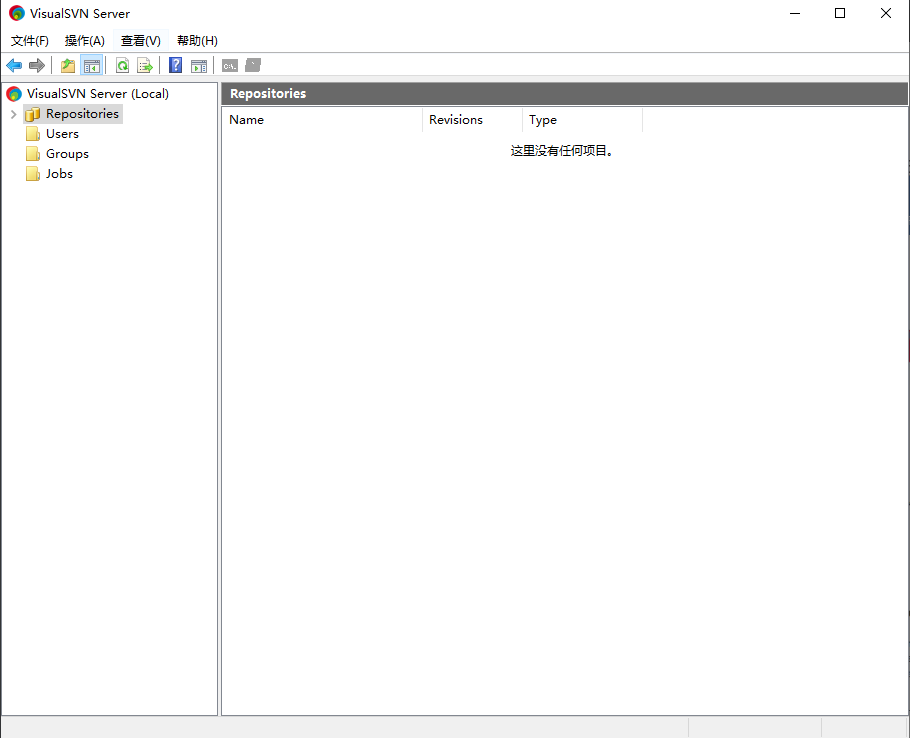 VisualSVN Server
文件(F) 操作(A) 查看(V) 帮助(H)
C:\.
VisualSVN Server (Local)
Repositories
Users
Groups
Jobs
Repositories
Name Revisions Type
这里没有任何项目。